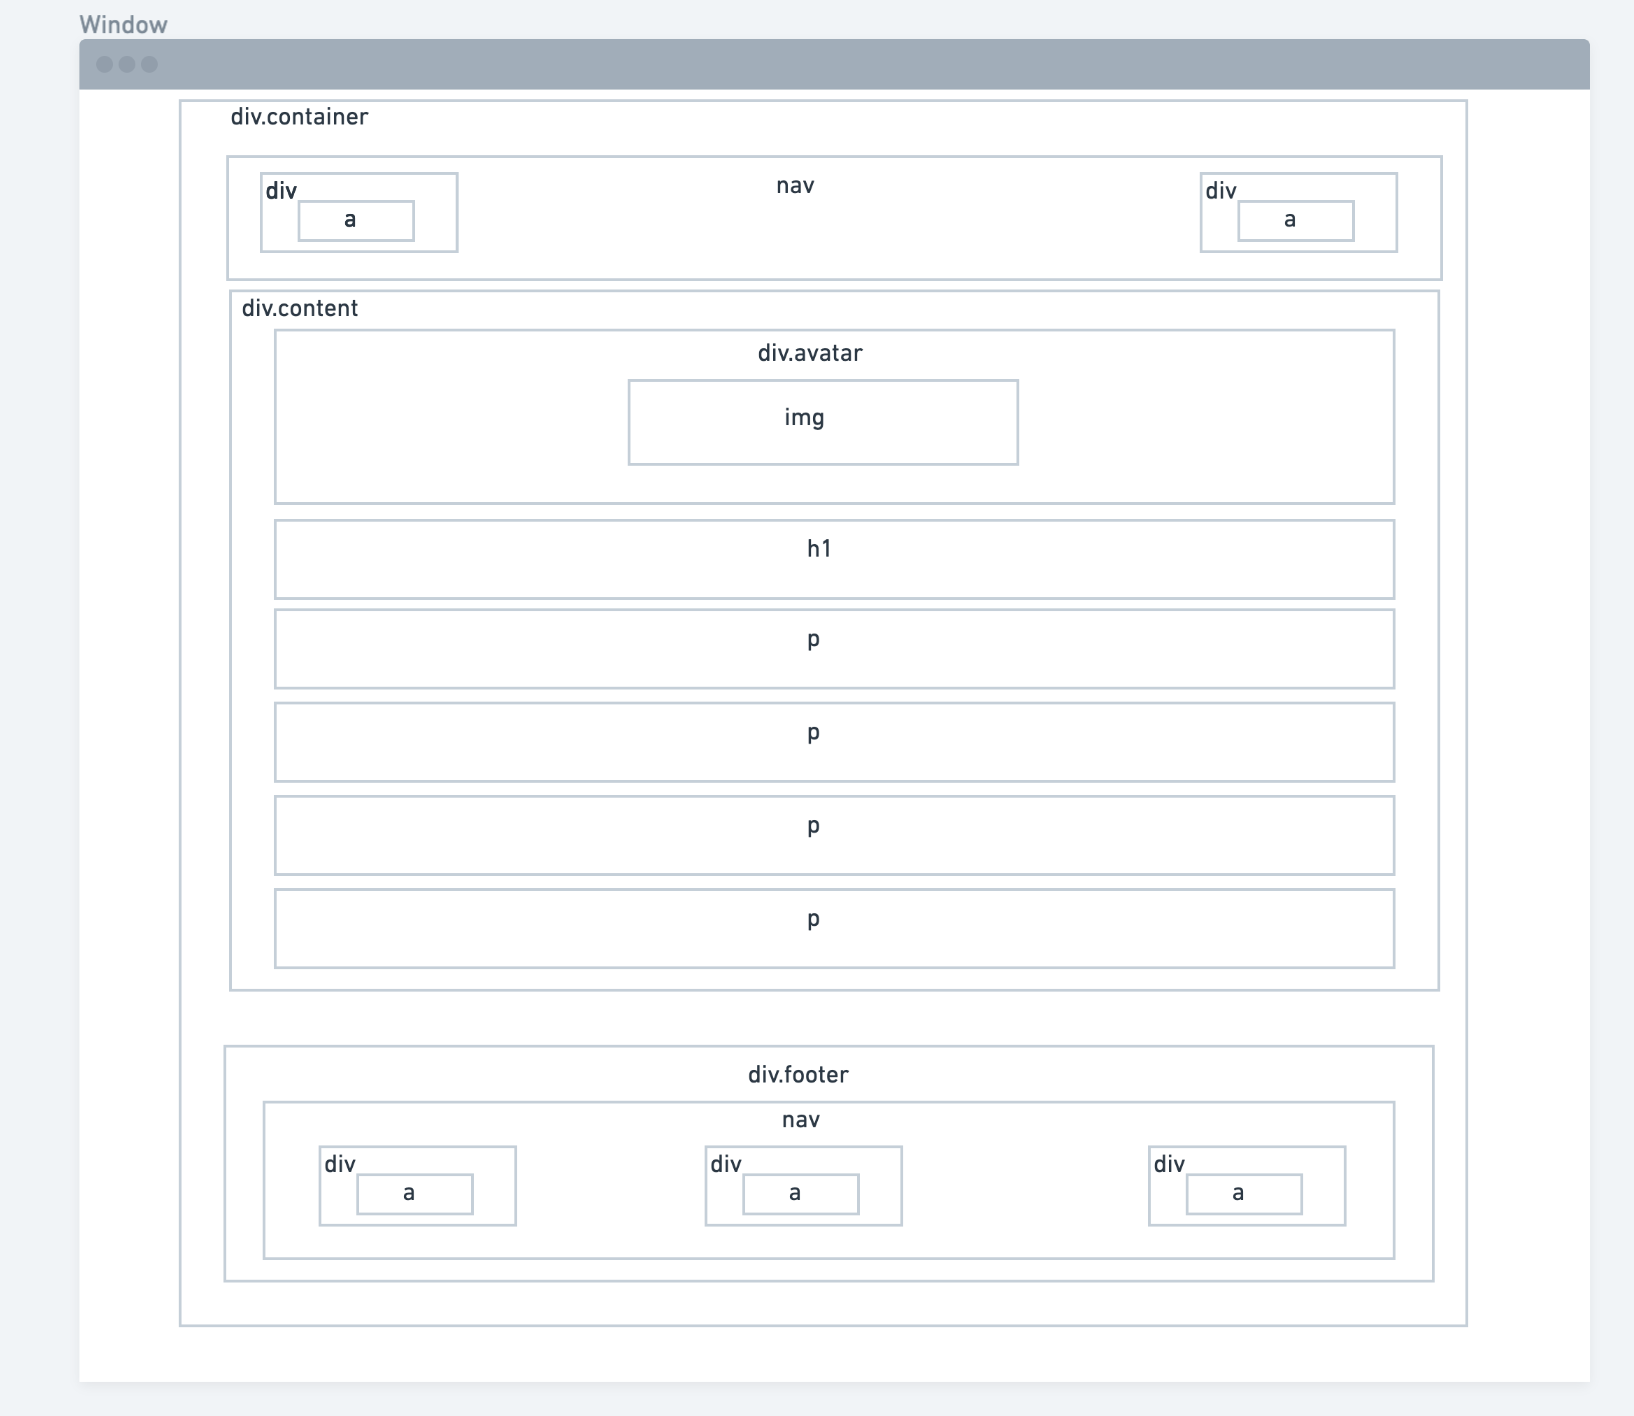 Window
div.container
nav
div
a
div
a
div.content
div.avatar
img
h1
p
p
p
p
div.footer
nav
div
a
div
a
div
a